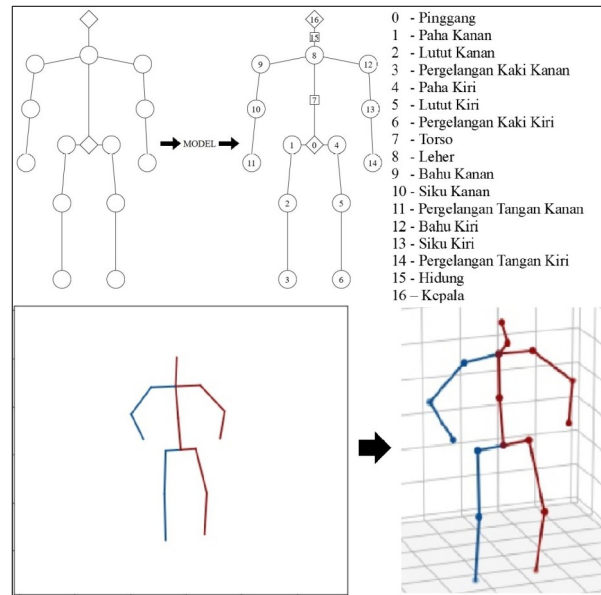 16
15
8
9
12
7
10
13
MODEL
1
0
4
11
14
2
5
3
6
0 - Pinggang
1 - Paha Kanan
2 - Lutut Kanan
3 - Pergelangan Kaki Kanan
4 - Paha Kiri
5 - Lutut Kiri
6 - Pergelangan Kaki Kiri
7 - Torso
8 - Leher
9 - Bahu Kanan
10 - Siku Kanan
11 - Pergelangan Tangan Kanan
12 - Bahu Kiri
13 - Siku Kiri
14 - Pergelangan Tangan Kiri
15 - Hidung
16 – Kepala